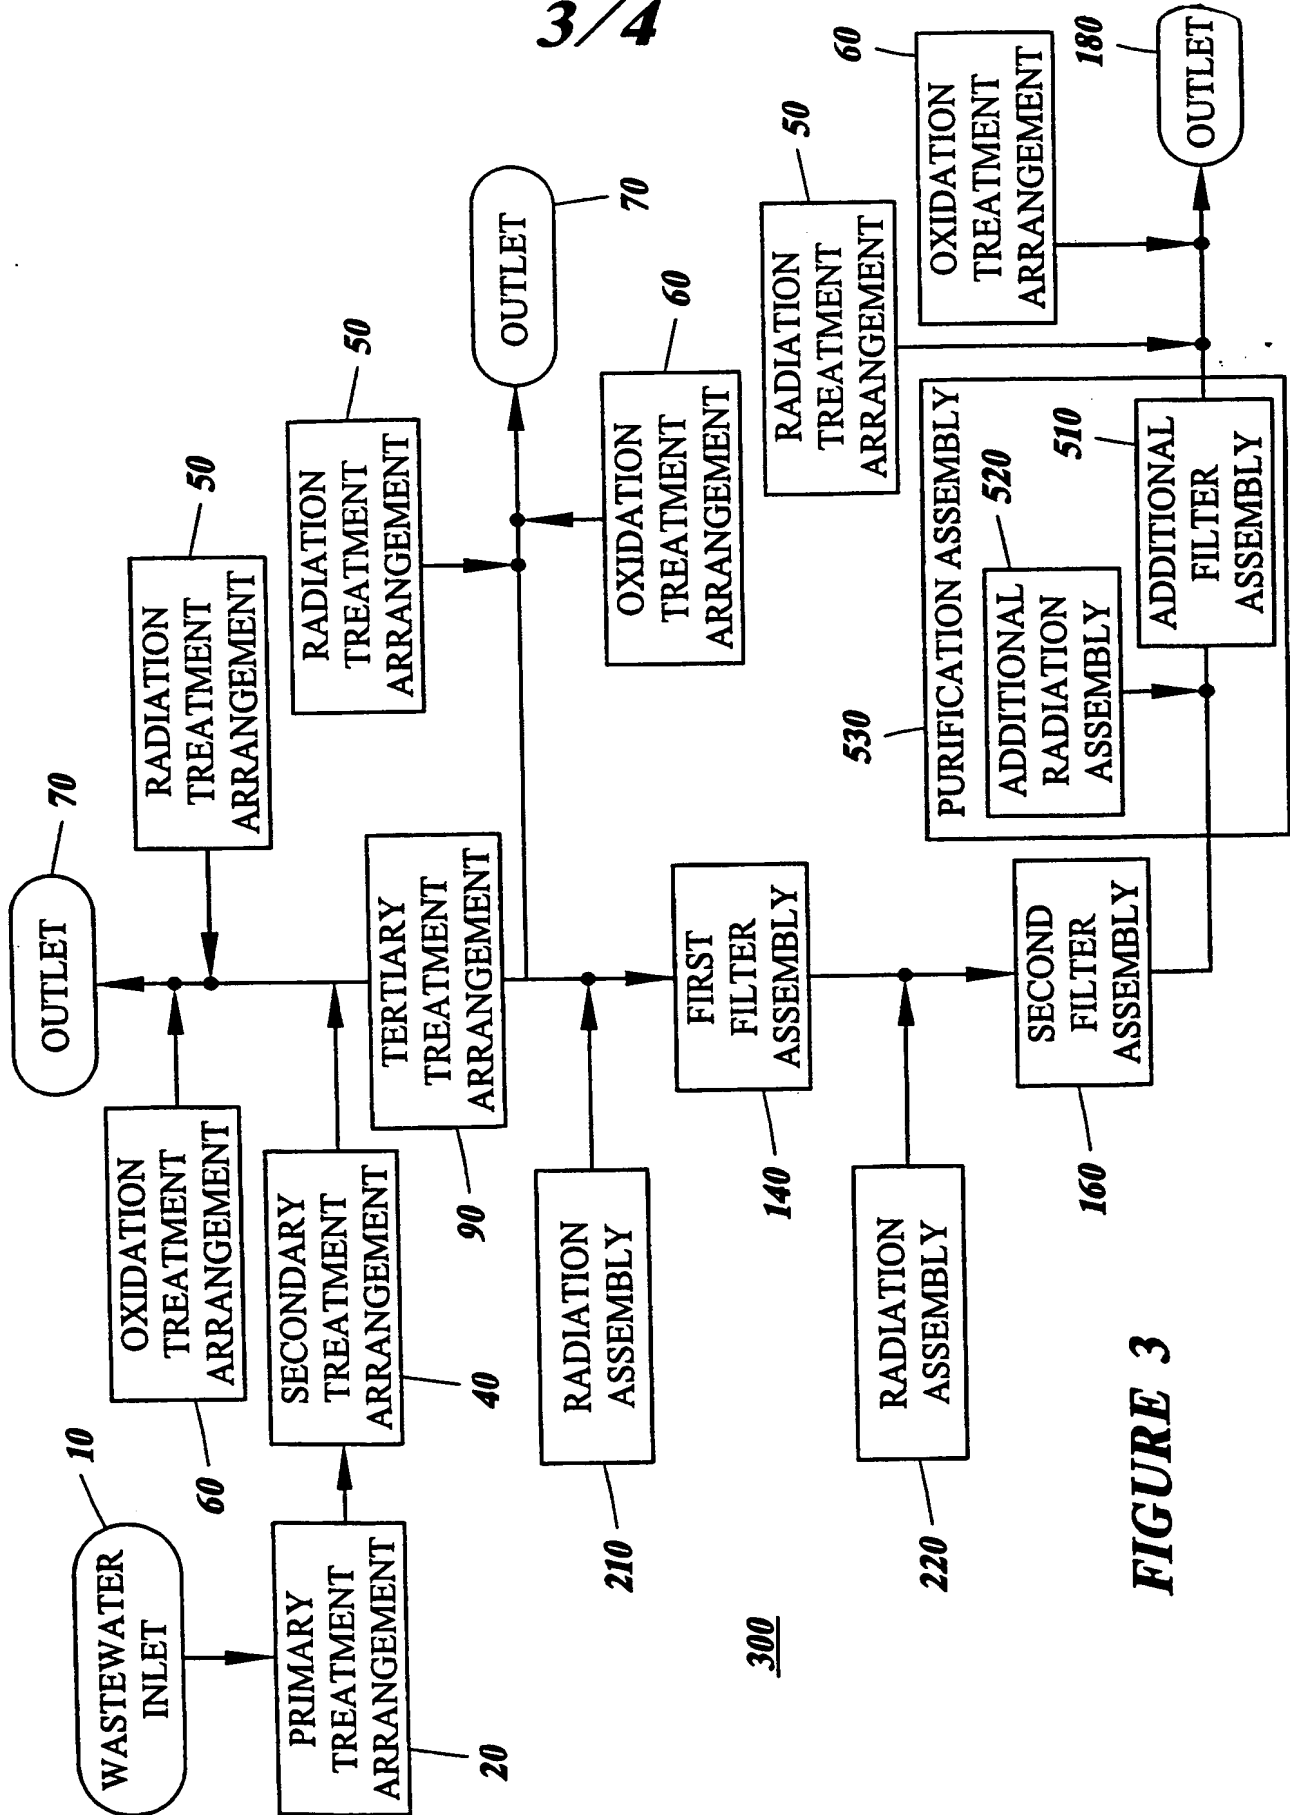 3/4
WASTEWATER
INLET
10
PRIMARY
TREATMENT
ARRANGEMENT
20
OXIDATION
TREATMENT
ARRANGEMENT
60
SECONDARY
TREATMENT
ARRANGEMENT
40
OUTLET
70
RADIATION
TREATMENT
ARRANGEMENT
50
TERTIARY
TREATMENT
ARRANGEMENT
90
RADIATION
TREATMENT
ARRANGEMENT
50
OUTLET
70
OXIDATION
TREATMENT
ARRANGEMENT
60
RADIATION
ASSEMBLY
210
FIRST
FILTER
ASSEMBLY
140
RADIATION
ASSEMBLY
220
SECOND
FILTER
ASSEMBLY
160
PURIFICATION ASSEMBLY
530
ADDITIONAL
RADIATION
ASSEMBLY
520
ADDITIONAL
FILTER
ASSEMBLY
510
RADIATION
TREATMENT
ARRANGEMENT
50
OXIDATION
TREATMENT
ARRANGEMENT
60
OUTLET
180
300
FIGURE 3